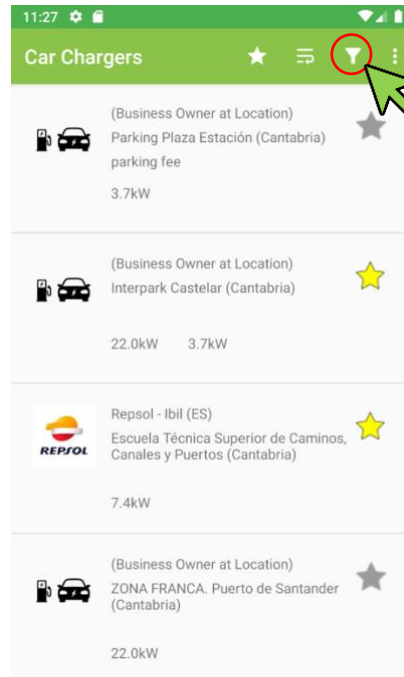 11:27
Car Chargers
(Business Owner at Location)
Parking Plaza Estación (Cantabria)
parking fee
3.7kW
(Business Owner at Location)
Interpark Castelar (Cantabria)
22.0kW 3.7kW
REPSOL
Repsol - Ibil (ES)
Escuela Técnica Superior de Caminos,
Canales y Puertos (Cantabria)
7.4kW
(Business Owner at Location)
ZONA FRANCA. Puerto de Santander
(Cantabria)
22.0kW